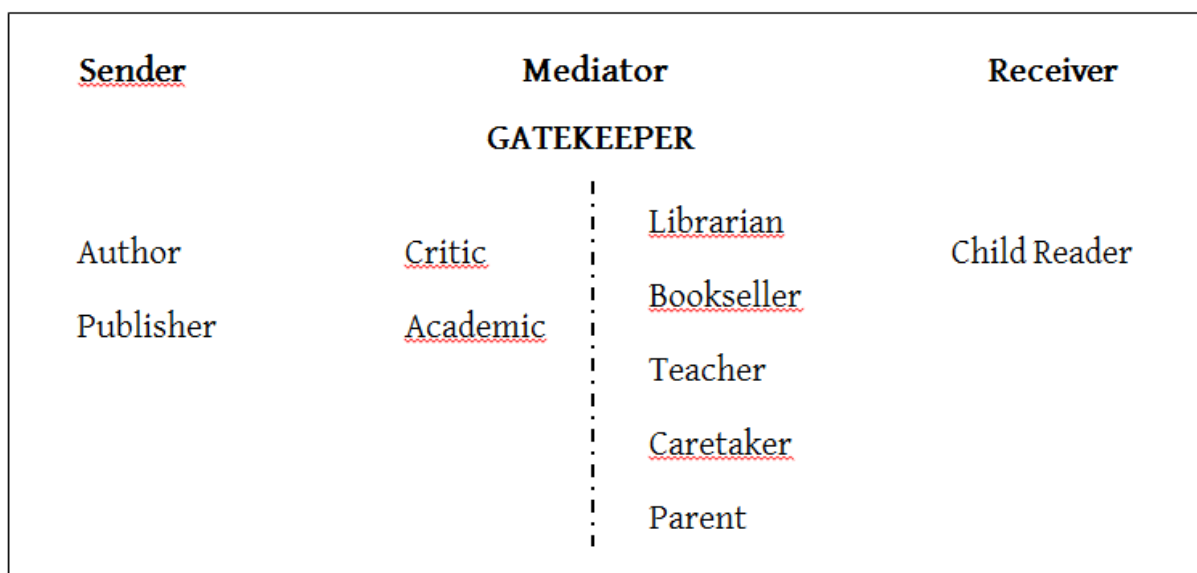 Sender Mediator Receiver
GATEKEEPER
Librarian
Author Critic Child Reader
Bookseller
Publisher Academic
Teacher
Caretaker
Parent